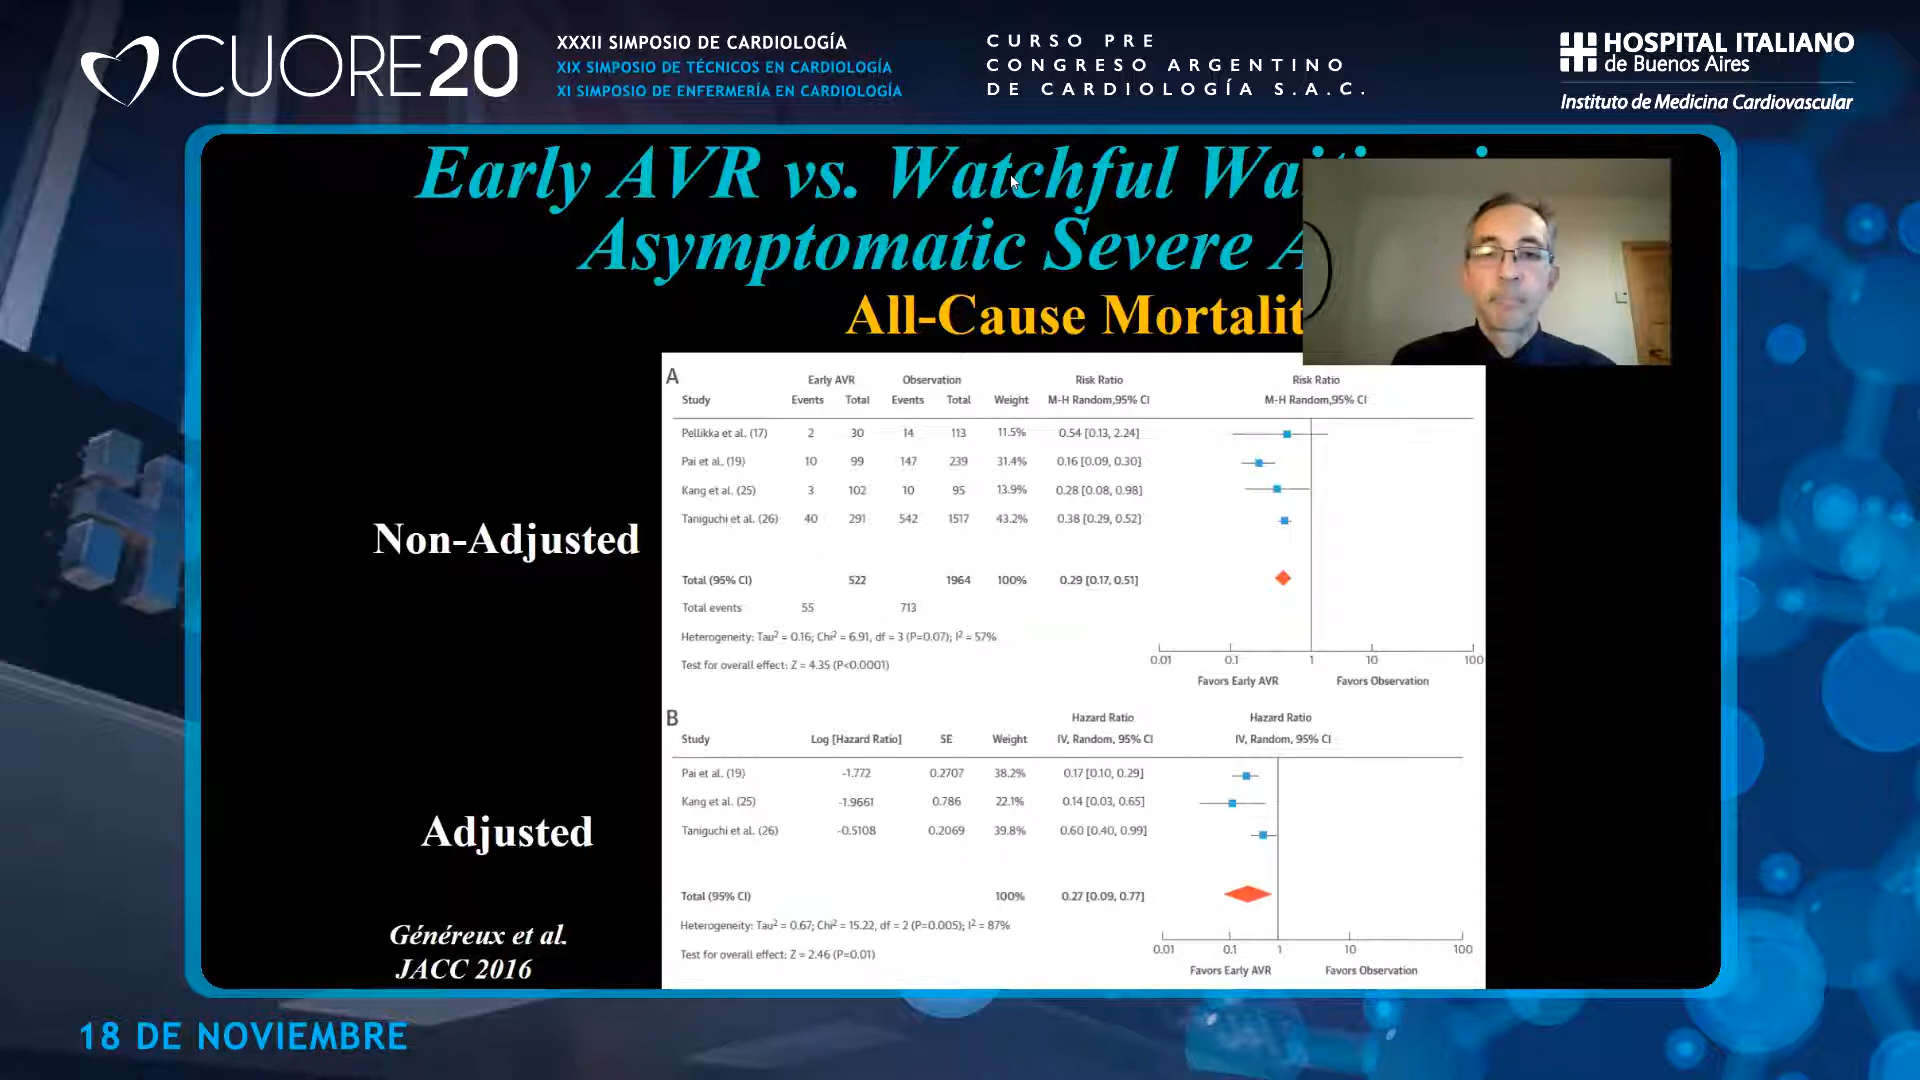 CUORE20
XXXII SIMPOSIO DE CARDIOLOGÍA
XIX SIMPOSIO DE TÉCNICOS EN CARDIOLOGÍA
XI SIMPOSIO DE ENFERMERÍA EN CARDIOLOGÍA
CURSO PRE
CONGRESO ARGENTINO
DE CARDIOLOGÍA S.A.C.
HOSPITAL ITALIANO
de Buenos Aires
Instituto de Medicina Cardiovascular
Early AVR vs. Watchful
Asymptomatic Severe
All-Cause
A
Early AVR Observation Risk Ratio Risk Ratio
Study Events Total Events Total Weight M-H Random,95% CI M-H Random,95% CI
Pellikka et al. (17) 2 30 14 113 11.5% 0.54 [0.13, 2.24]
Pai et al. (19) 10 99 147 239 31.4% 0.16 [0.09, 0.30]
Kang et al. (25) 3 102 10 95 13.9% 0.28 [0.08, 0.98]
Taniguchi et al. (26) 40 291 542 1517 43.2% 0.38 [0.29, 0.52]
Non-Adjusted
Total (95% CI) 522 1964 100% 0.29 [0.17, 0.51]
Total events 55 713
Heterogeneity: Tau² = 0.16; Chi² = 6.91, df = 3 (P=0.07); I² = 57%
Test for overall effect: Z = 4.35 (P<0.0001)
0.01 0.1 1 10 100
Favors Early AVR Favors Observation
B
Hazard Ratio Hazard Ratio
Study Log [Hazard Ratio] SE Weight IV, Random, 95% CI IV, Random, 95% CI
Pai et al. (19) -1.772 0.2707 38.2% 0.17 [0.10, 0.29]
Kang et al. (25) -1.9661 0.786 22.1% 0.14 [0.03, 0.65]
Taniguchi et al. (26) -0.5108 0.2069 39.8% 0.60 [0.40, 0.99]
Adjusted
Total (95% CI) 100% 0.27 [0.09, 0.77]
Heterogeneity: Tau² = 0.67; Chi² = 15.22, df = 2 (P=0.005); I² = 87%
Test for overall effect: Z = 2.46 (P=0.01)
0.01 0.1 1 10 100
Favors Early AVR Favors Observation
Généreux et al.
JACC 2016
18 DE NOVIEMBRE